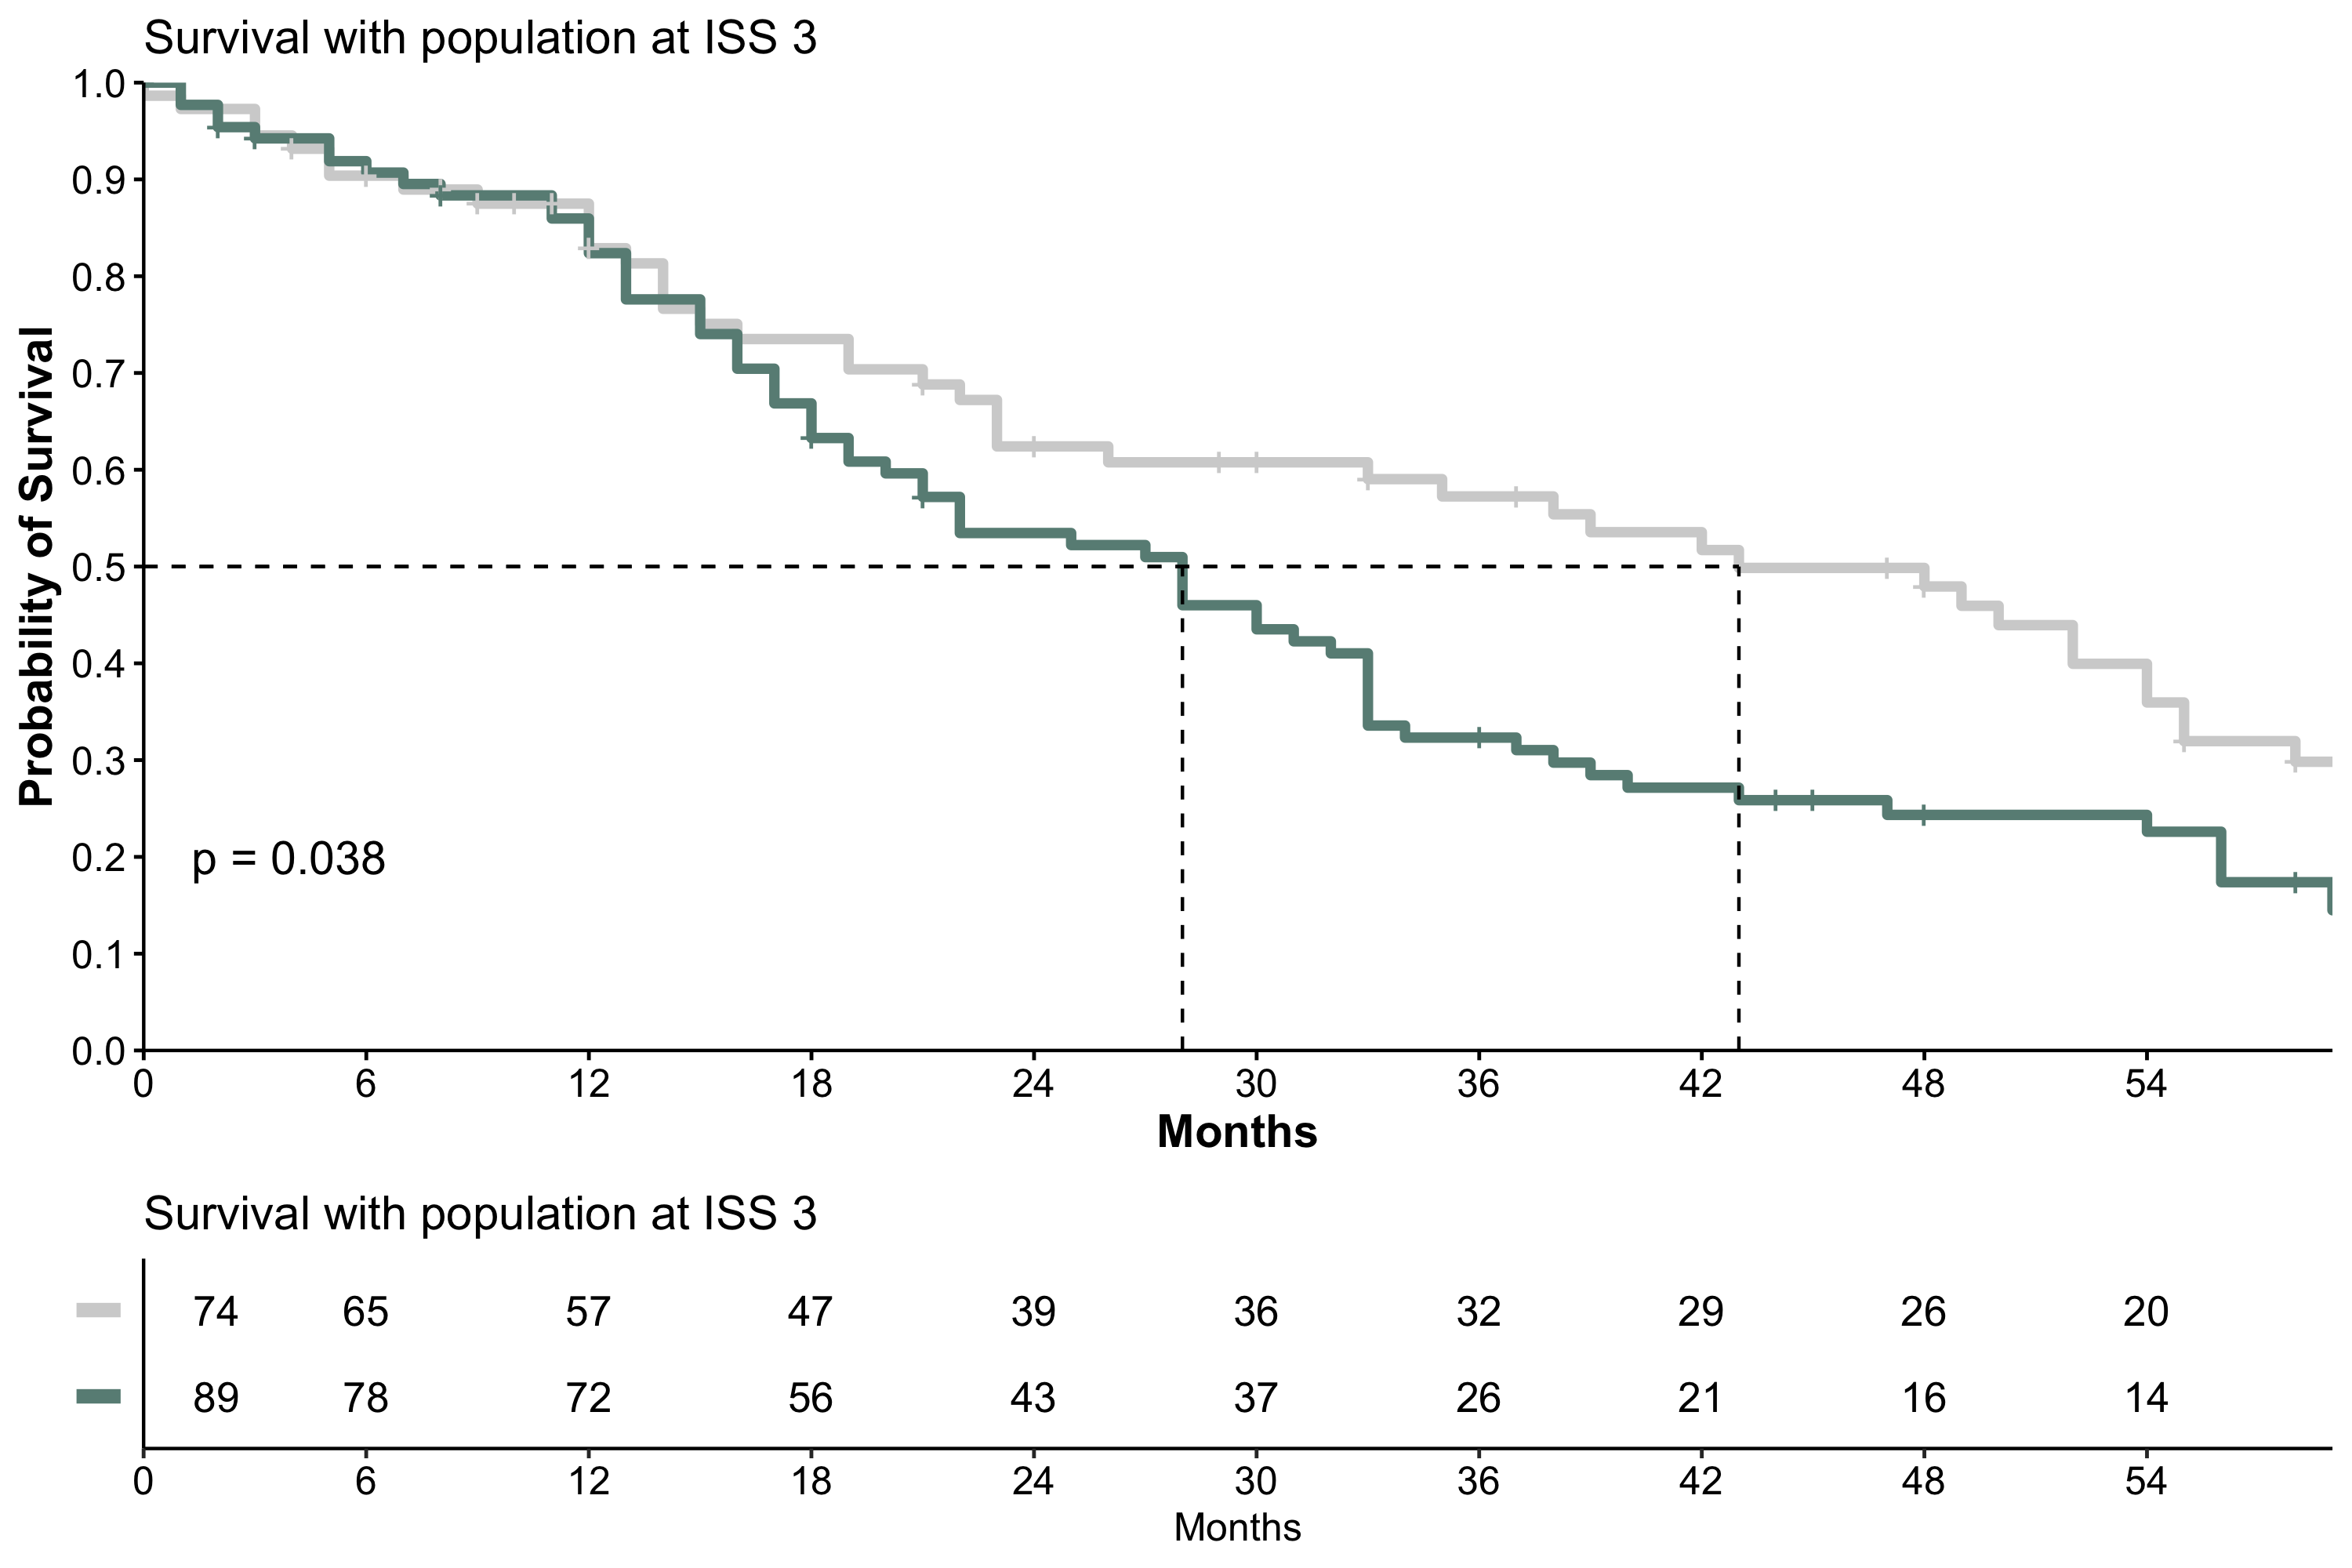 Survival with population at ISS 3
1.0
0.9
0.8
0.7
0.6
0.5
0.4
0.3
0.2
0.1
0.0
Probability of Survival
p = 0.038
0 6 12 18 24 30 36 42 48 54
Months
Survival with population at ISS 3
74 65 57 47 39 36 32 29 26 20
89 78 72 56 43 37 26 21 16 14
0 6 12 18 24 30 36 42 48 54
Months